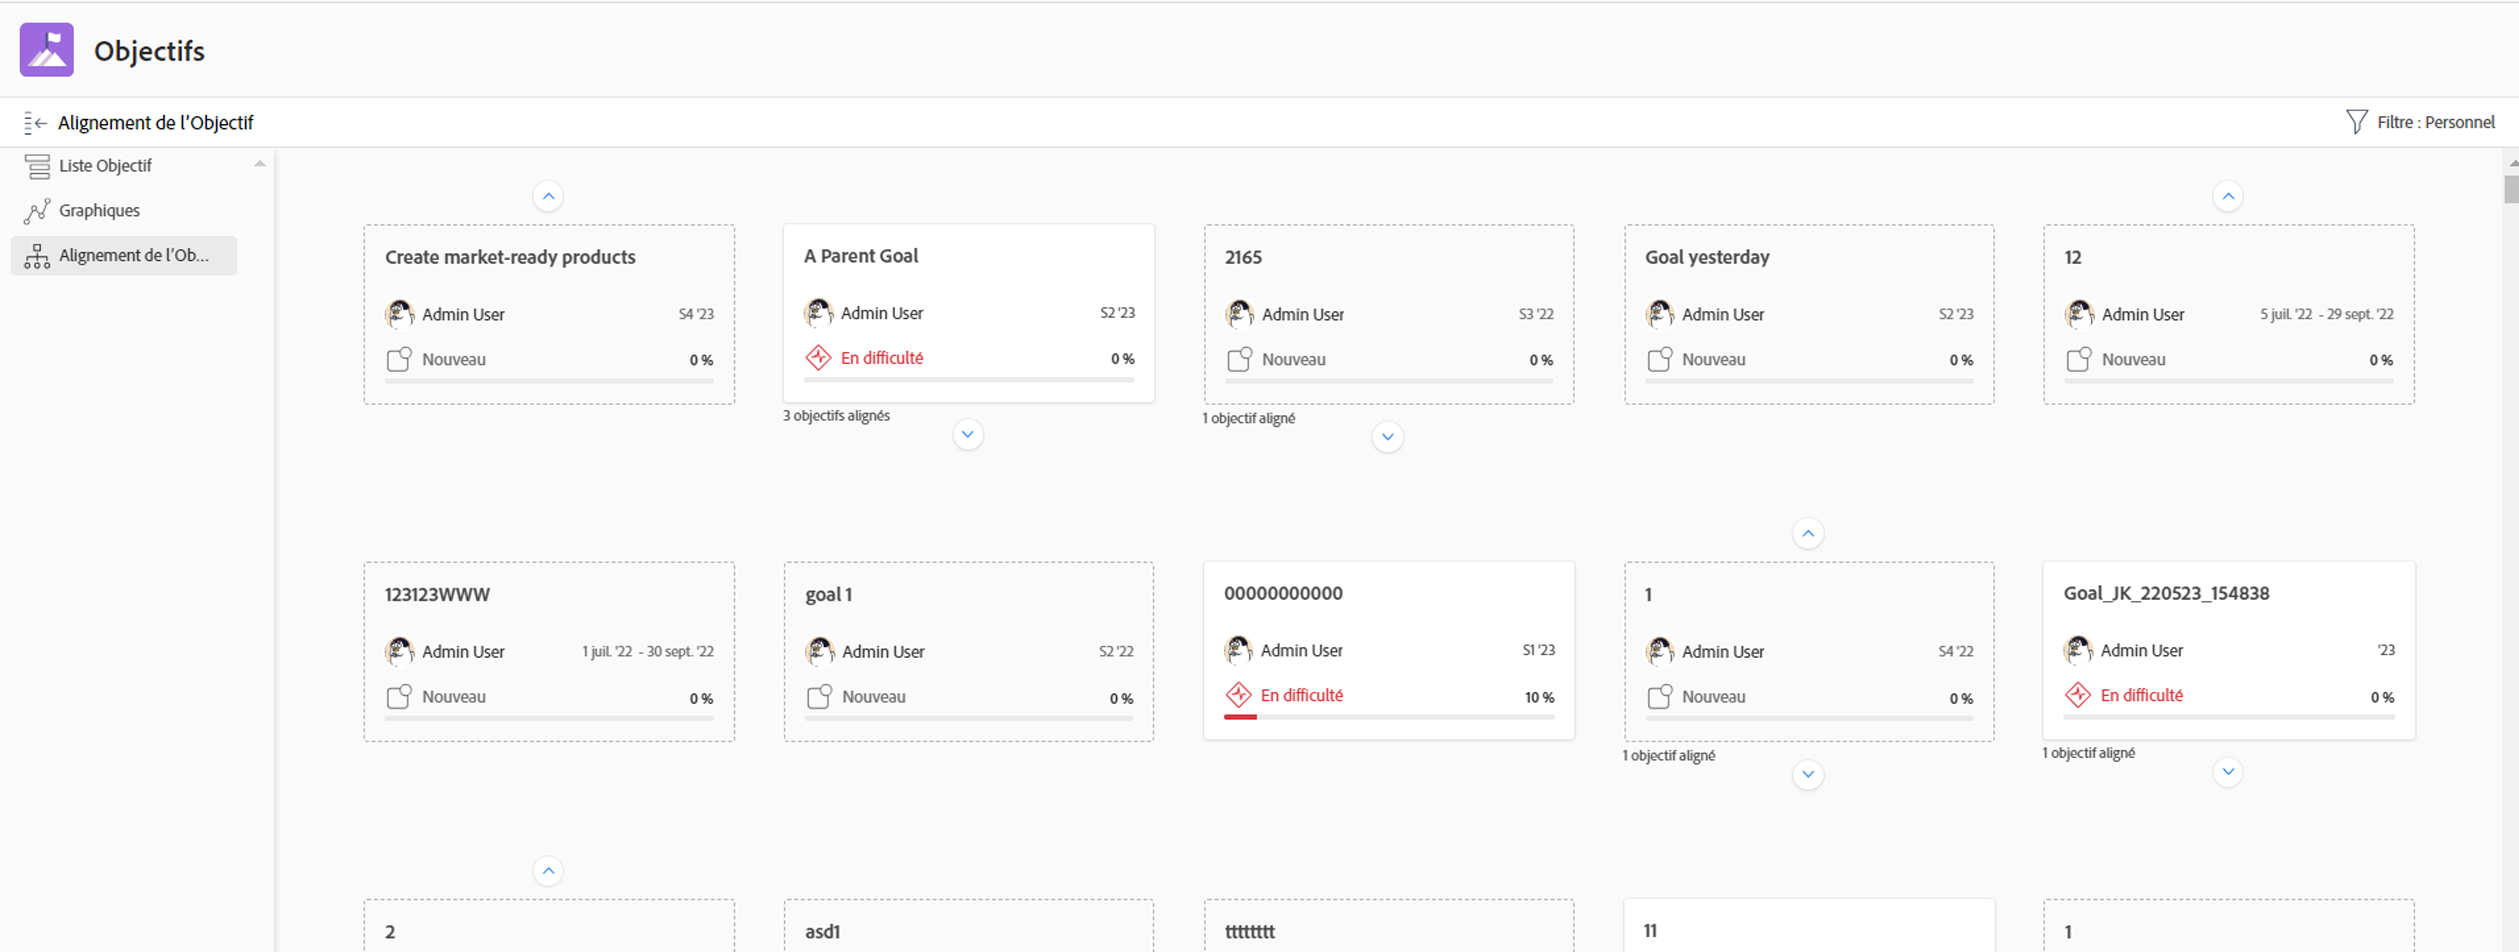 Objectifs
Alignement de l'Objectif
Filtre : Personnel
Liste Objectif
Graphiques
Alignement de l'Ob...
Create market-ready products
Admin User S4 '23
Nouveau 0 %
A Parent Goal
Admin User S2 '23
En difficulté 0 %
3 objectifs alignés
2165
Admin User S3 '22
Nouveau 0 %
1 objectif aligné
Goal yesterday
Admin User S2 '23
Nouveau 0 %
12
Admin User 5 juil. '22 - 29 sept. '22
Nouveau 0 %
123123WWW
Admin User 1 juil. '22 - 30 sept. '22
Nouveau 0 %
goal 1
Admin User S2 '22
Nouveau 0 %
00000000000
Admin User S1 '23
En difficulté 10 %
1
Admin User S4 '22
Nouveau 0 %
1 objectif aligné
Goal_JK_220523_154838
Admin User '23
En difficulté 0 %
1 objectif aligné
2
asd1
tttttttt
11
1